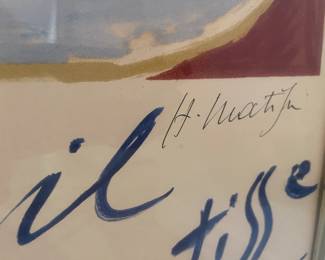 H. Matisse
il
tisse